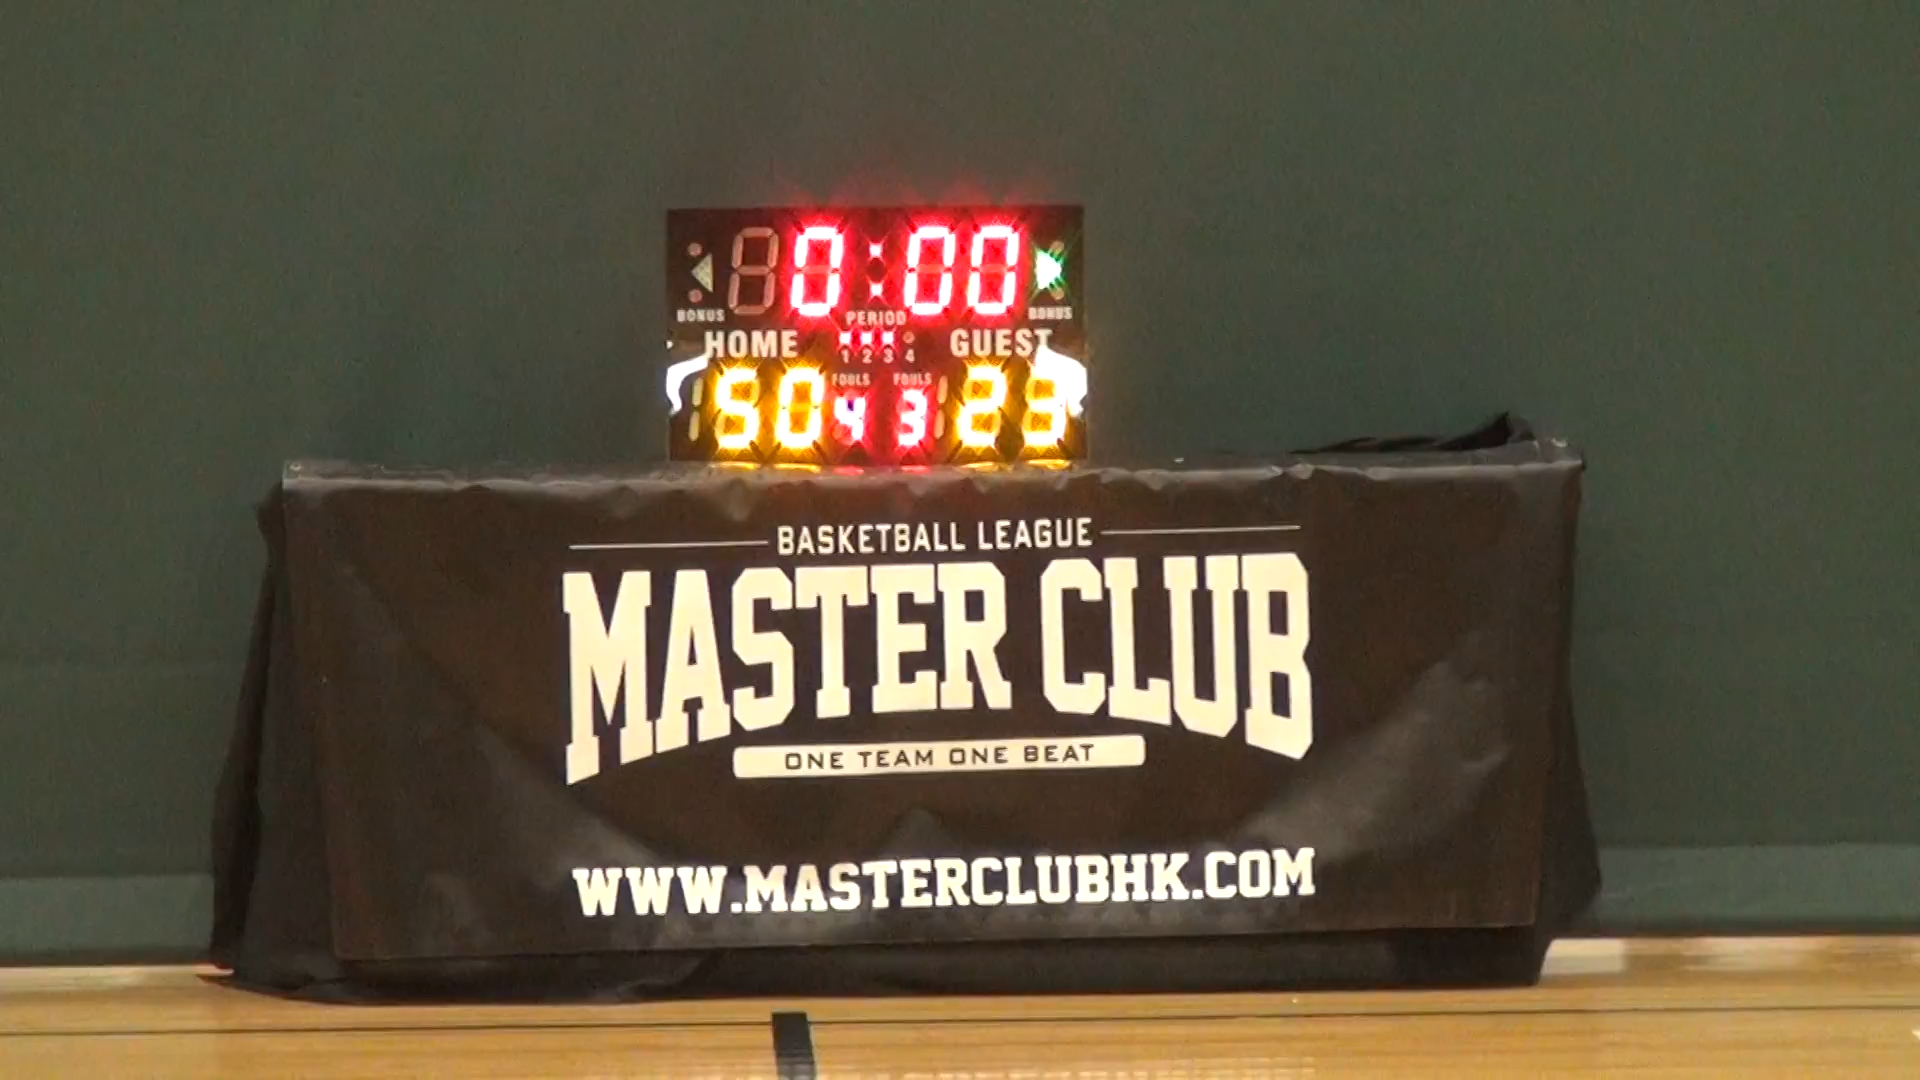 0:00
BONUS PERIOD BONUS
HOME 1 2 3 4 GUEST
FOULS FOULS
50 4 3 23
BASKETBALL LEAGUE
MASTER CLUB
ONE TEAM ONE BEAT
WWW.MASTERCLUBHK.COM